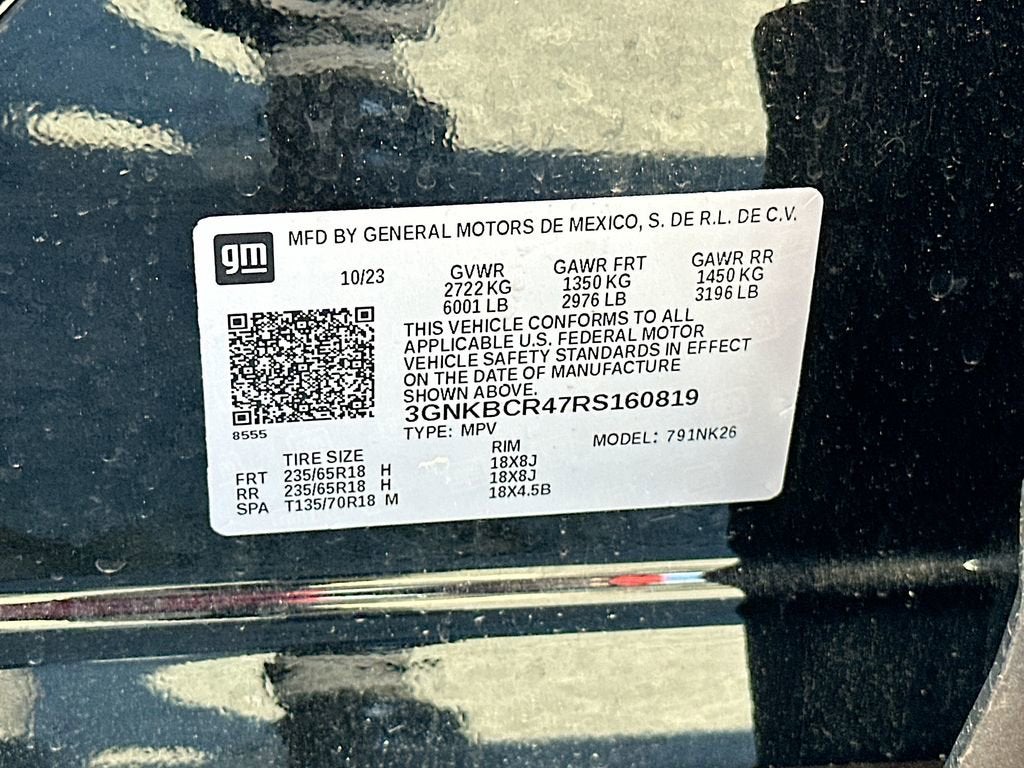 gm
MFD BY GENERAL MOTORS DE MEXICO, S. DE R.L. DE C.V.
10/23
GVWR
2722 KG
6001 LB
GAWR FRT
1350 KG
2976 LB
GAWR RR
1450 KG
3196 LB
THIS VEHICLE CONFORMS TO ALL
APPLICABLE U.S. FEDERAL MOTOR
VEHICLE SAFETY STANDARDS IN EFFECT
ON THE DATE OF MANUFACTURE
SHOWN ABOVE.
3GNKBCR47RS160819
8555
TYPE: MPV
MODEL: 791NK26
TIRE SIZE RIM
FRT 235/65R18 H 18X8J
RR 235/65R18 H 18X8J
SPA T135/70R18 M 18X4.5B